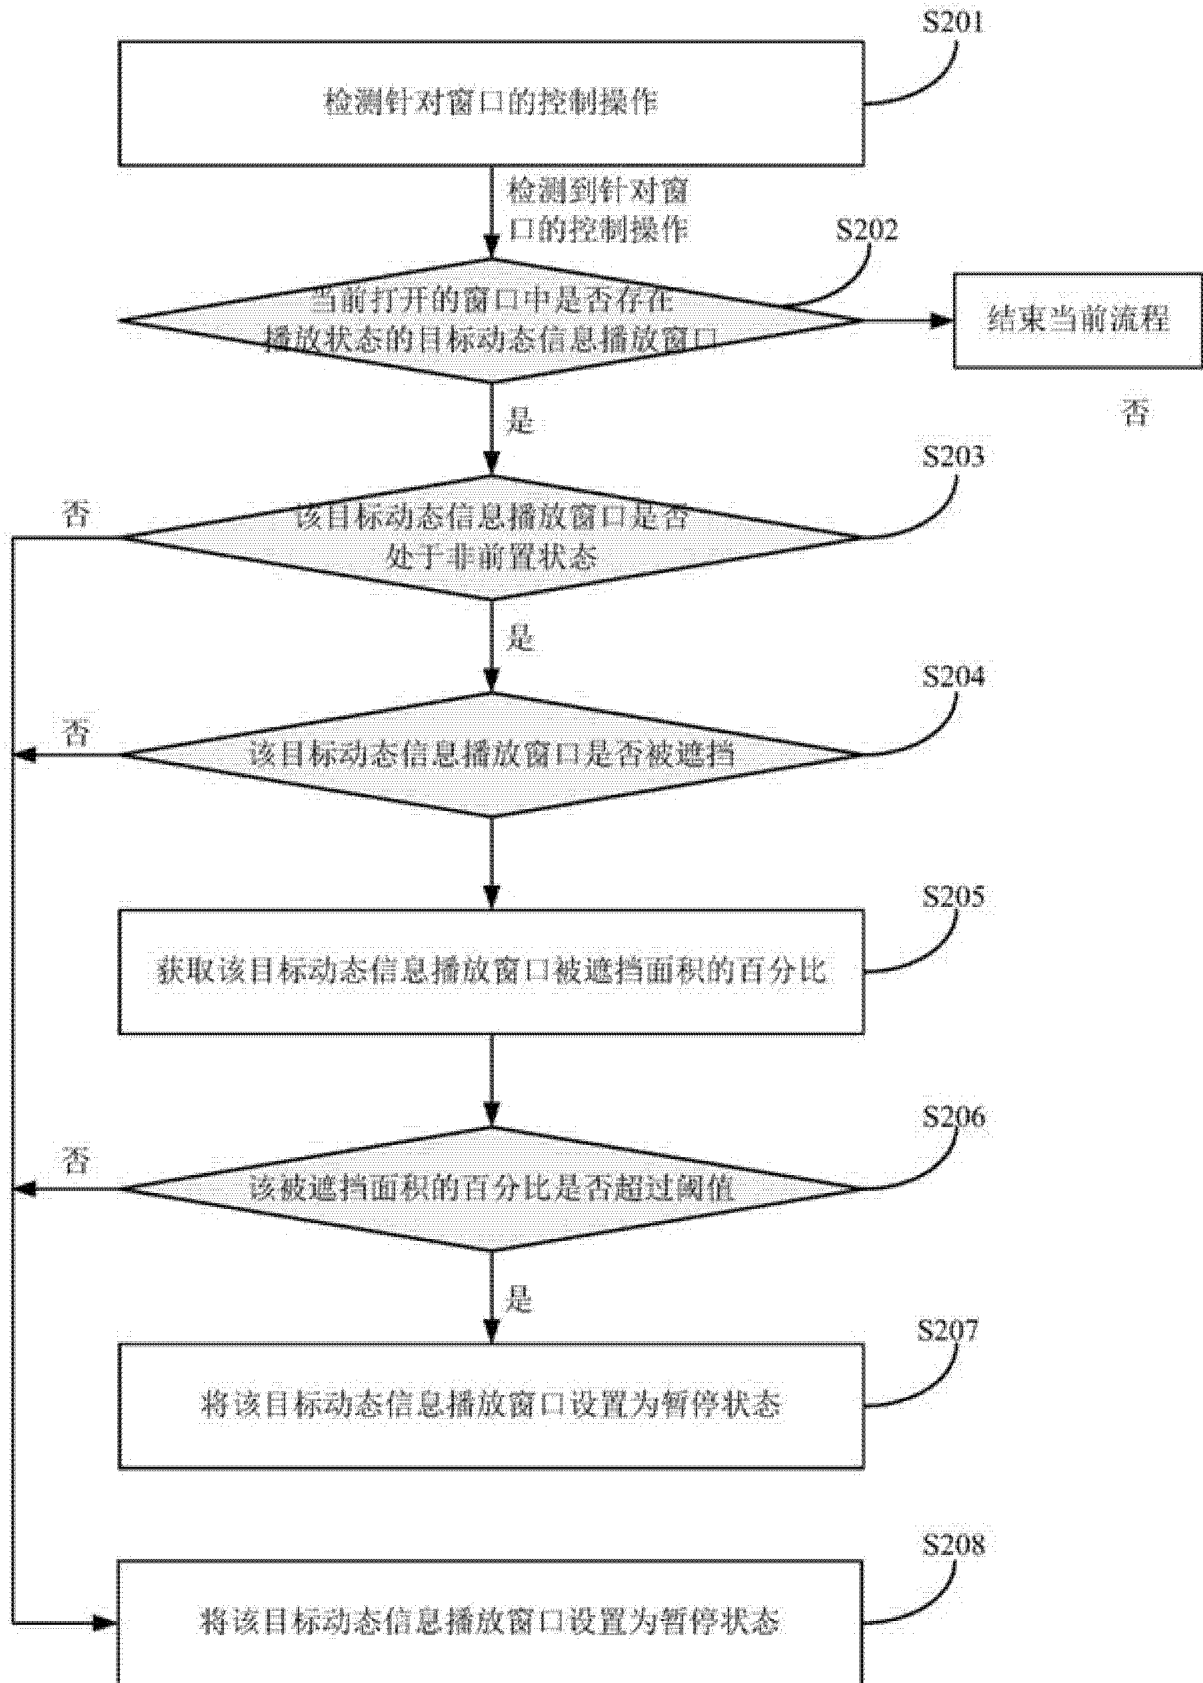 S201
检测针对窗口的控制操作
检测到针对窗
口的控制操作
S202
当前打开的窗口中是否存在
播放状态的目标动态信息播放窗口
结束当前流程
否
是
S203
否
该目标动态信息播放窗口是否
处于非前置状态
是
S204
否
该目标动态信息播放窗口是否被遮挡
S205
获取该目标动态信息播放窗口被遮挡面积的百分比
S206
否
该被遮挡面积的百分比是否超过阈值
是
S207
将该目标动态信息播放窗口设置为暂停状态
S208
将该目标动态信息播放窗口设置为暂停状态